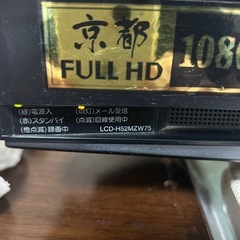 京都
FULL HD
108
(緑)電源入
(点灯)メール受信
(赤)スタンバイ
(点滅)回線使用中
(橙点滅)録画中
LCD-H52MZW75